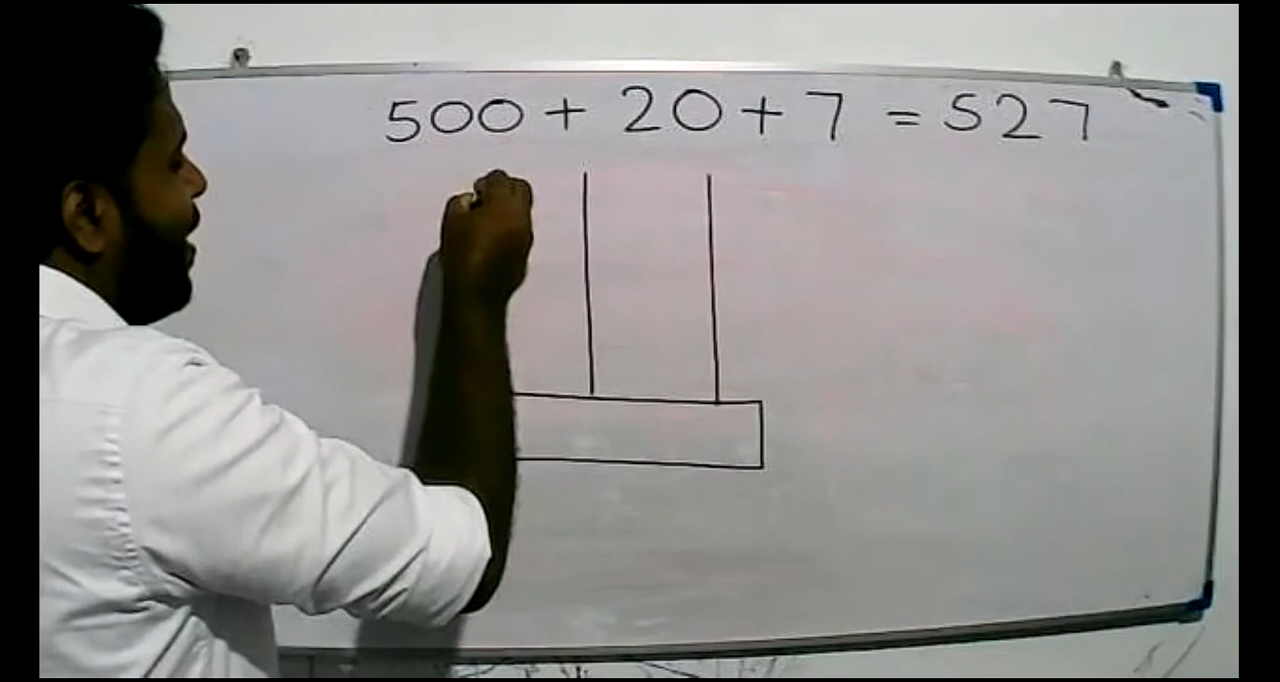 500 + 20 + 7 = 527